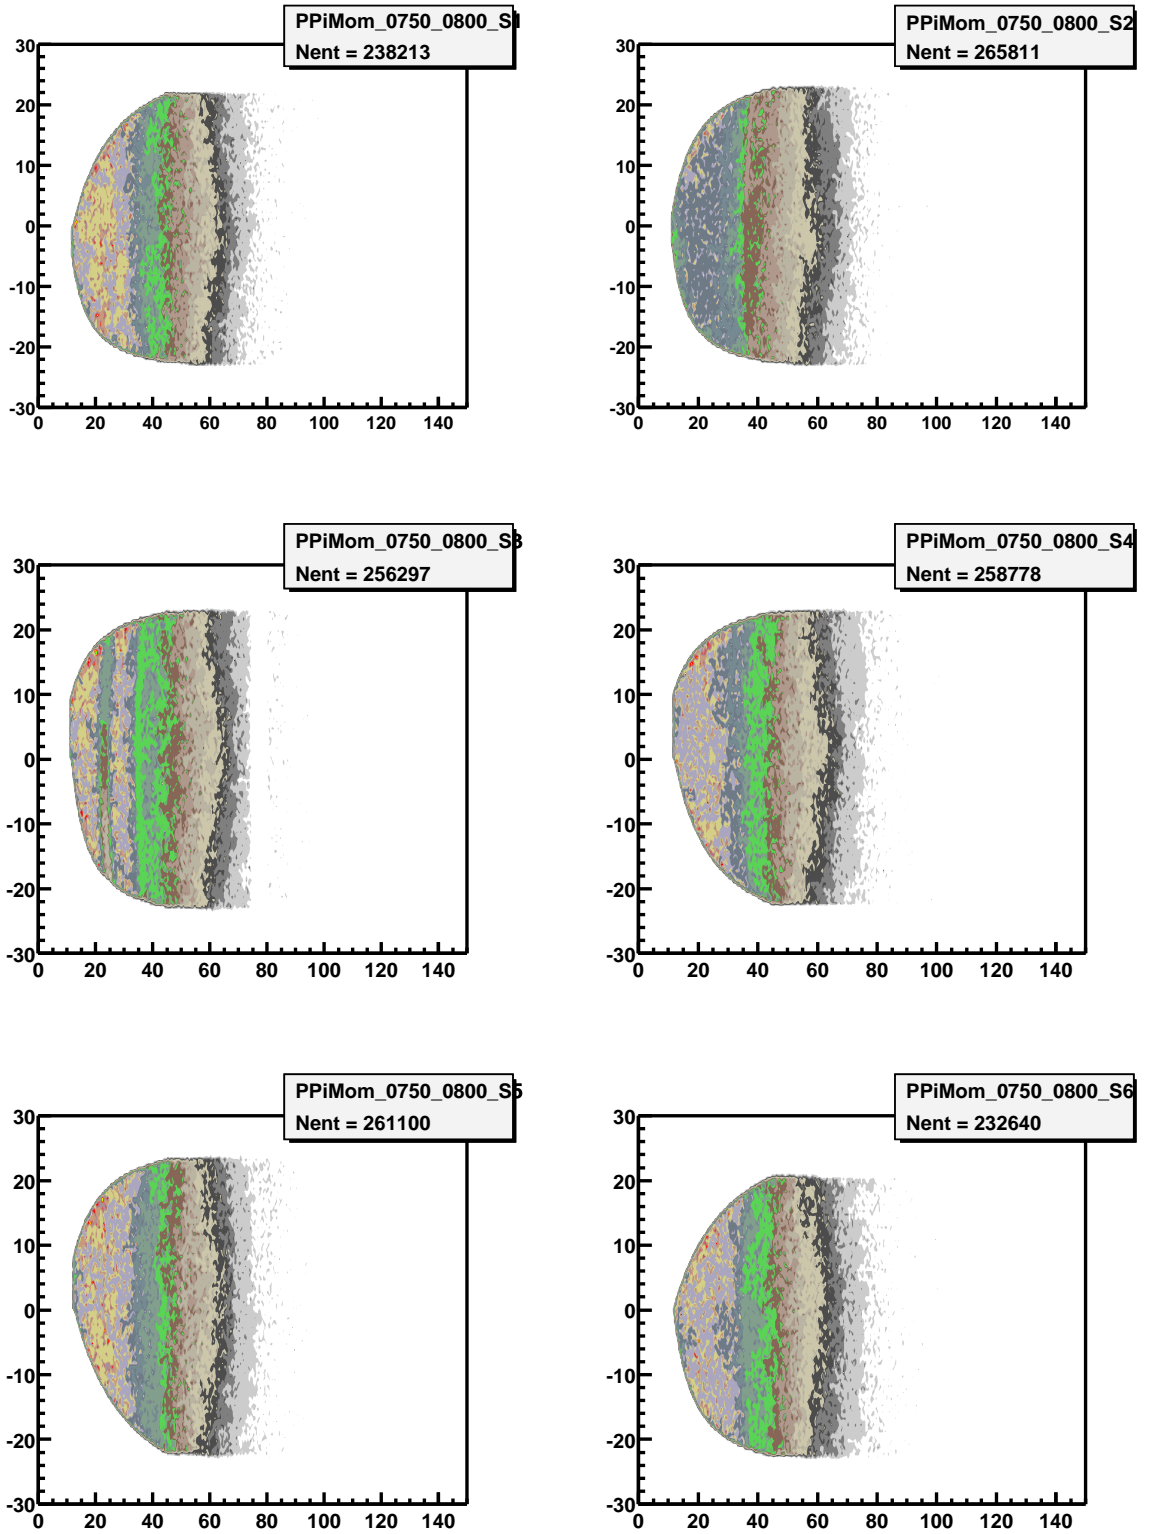 PPiMom_0750_0800_S1
Nent = 238213
30
20
10
0
-10
-20
-30
0 20 40 60 80 100 120 140
PPiMom_0750_0800_S2
Nent = 265811
30
20
10
0
-10
-20
-30
0 20 40 60 80 100 120 140
PPiMom_0750_0800_S3
Nent = 256297
30
20
10
0
-10
-20
-30
0 20 40 60 80 100 120 140
PPiMom_0750_0800_S4
Nent = 258778
30
20
10
0
-10
-20
-30
0 20 40 60 80 100 120 140
PPiMom_0750_0800_S5
Nent = 261100
30
20
10
0
-10
-20
-30
0 20 40 60 80 100 120 140
PPiMom_0750_0800_S6
Nent = 232640
30
20
10
0
-10
-20
-30
0 20 40 60 80 100 120 140